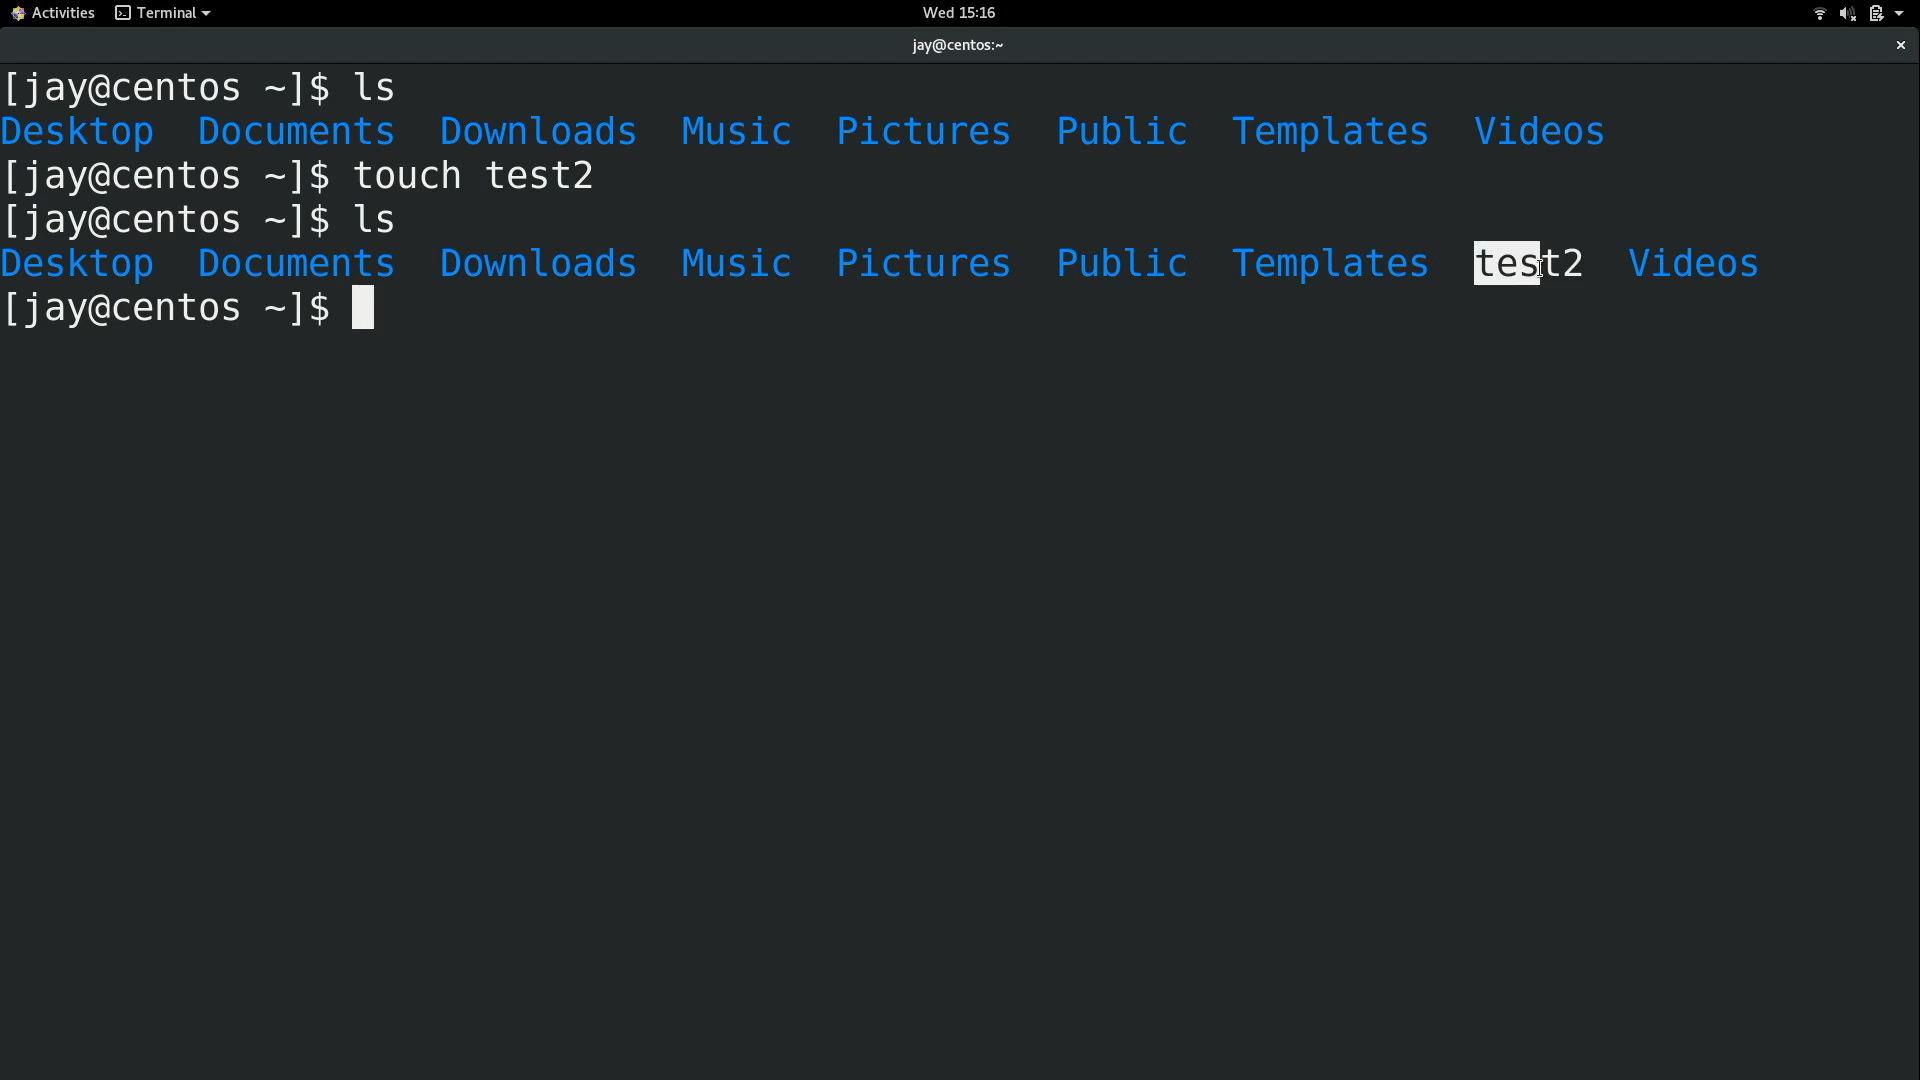 Activities Terminal Wed 15:16
jay@centos:~
[jay@centos ~]$ ls
Desktop Documents Downloads Music Pictures Public Templates Videos
[jay@centos ~]$ touch test2
[jay@centos ~]$ ls
Desktop Documents Downloads Music Pictures Public Templates test2 Videos
[jay@centos ~]$